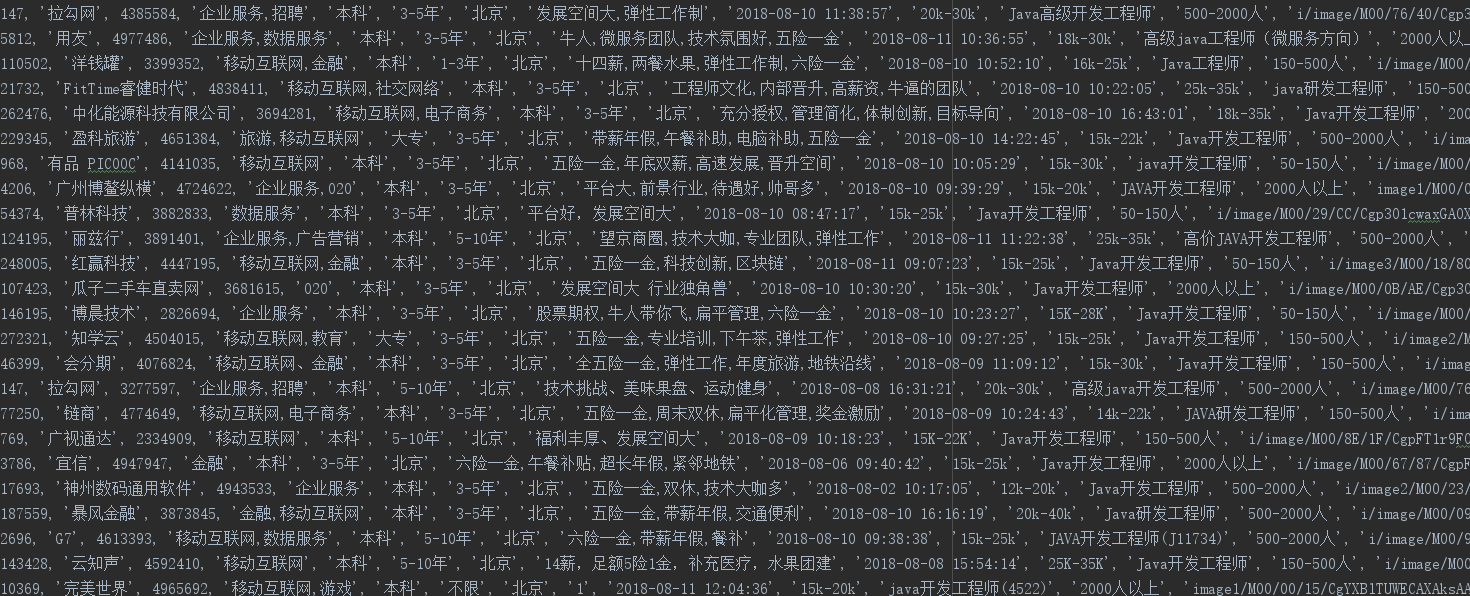 147, '拉勾网', 4385584, '企业服务,招聘', '本科', '3-5年', '北京', '发展空间大,弹性工作制', '2018-08-10 11:38:57', '20k-30k', 'Java高级开发工程师', '500-2000人', 'i/image/M00/76/40/Cgp3
5812, '用友', 4977486, '企业服务,数据服务', '本科', '3-5年', '北京', '牛人,微服务团队,技术氛围好,五险一金', '2018-08-11 10:36:55', '18k-30k', '高级java工程师（微服务方向）', '2000人以上
110502, '洋钱罐', 3399352, '移动互联网,金融', '本科', '1-3年', '北京', '十四薪,两餐水果,弹性工作制,六险一金', '2018-08-10 10:52:10', '16k-25k', 'Java工程师', '150-500人', 'i/image/M00/
21732, 'FitTime睿健时代', 4838411, '移动互联网,社交网络', '本科', '3-5年', '北京', '工程师文化,内部晋升,高薪资,牛逼的团队', '2018-08-10 10:22:05', '25k-35k', 'java研发工程师', '150-500
262476, '中化能源科技有限公司', 3694281, '移动互联网,电子商务', '本科', '3-5年', '北京', '充分授权,管理简化,体制创新,目标导向', '2018-08-10 16:43:01', '18k-35k', 'Java开发工程师', '200
229345, '盈科旅游', 4651384, '旅游,移动互联网', '大专', '3-5年', '北京', '带薪年假,午餐补助,电脑补助,五险一金', '2018-08-10 14:22:45', '15k-22k', 'Java开发工程师', '500-2000人', 'i/im
968, '有品 PICOOC', 4141035, '移动互联网', '本科', '3-5年', '北京', '五险一金,年底双薪,高速发展,晋升空间', '2018-08-10 10:05:29', '15k-30k', 'java开发工程师', '50-150人', 'i/image/M00/
4206, '广州博鳌纵横', 4724622, '企业服务,O2O', '本科', '3-5年', '北京', '平台大,前景行业,待遇好,帅哥多', '2018-08-10 09:39:29', '15k-20k', 'JAVA开发工程师', '2000人以上', 'image1/M00/0
54374, '普林科技', 3882833, '数据服务', '本科', '3-5年', '北京', '平台好，发展空间大', '2018-08-10 08:47:17', '15k-25k', 'Java开发工程师', '50-150人', 'i/image/M00/29/CC/Cgp3O1cwaxGAOX
124195, '丽兹行', 3891401, '企业服务,广告营销', '本科', '5-10年', '北京', '望京商圈,技术大咖,专业团队,弹性工作', '2018-08-11 11:22:38', '25k-35k', '高价JAVA开发工程师', '500-2000人', '
248005, '红赢科技', 4447195, '移动互联网,金融', '本科', '3-5年', '北京', '五险一金,科技创新,区块链', '2018-08-11 09:07:23', '15k-25k', 'Java开发工程师', '50-150人', 'i/image3/M00/18/80
107423, '瓜子二手车直卖网', 3681615, 'O2O', '本科', '3-5年', '北京', '发展空间大 行业独角兽', '2018-08-10 10:30:20', '15k-30k', 'Java开发工程师', '2000人以上', 'i/image/M00/0B/AE/Cgp3O
146195, '博晨技术', 2826694, '企业服务', '本科', '3-5年', '北京', '股票期权,牛人带你飞,扁平管理,六险一金', '2018-08-10 10:23:27', '15K-28K', 'Java开发工程师', '150-500人', 'i/image/M00/
272321, '知学云', 4504015, '移动互联网,教育', '大专', '3-5年', '北京', '五险一金,专业培训,下午茶,弹性工作', '2018-08-10 09:27:25', '15k-25k', 'Java开发工程师', '150-500人', 'i/image2/M
46399, '会分期', 4076824, '移动互联网、金融', '本科', '3-5年', '北京', '全五险一金,弹性工作,年度旅游,地铁沿线', '2018-08-09 11:09:12', '15k-30k', 'Java开发工程师', '150-500人', 'i/image
147, '拉勾网', 3277597, '企业服务,招聘', '本科', '5-10年', '北京', '技术挑战、美味果盘、运动健身', '2018-08-08 16:31:21', '20k-30k', '高级java开发工程师', '500-2000人', 'i/image/M00/76
77250, '链商', 4774649, '移动互联网,电子商务', '本科', '3-5年', '北京', '五险一金,周末双休,扁平化管理,奖金激励', '2018-08-09 10:24:43', '14k-22k', 'JAVA研发工程师', '150-500人', 'i/ima
769, '广视通达', 2334909, '移动互联网', '本科', '5-10年', '北京', '福利丰厚、发展空间大', '2018-08-09 10:18:23', '15K-22K', 'Java开发工程师', '150-500人', 'i/image/M00/8E/1F/CgpFT1r9FC
3786, '宜信', 4947947, '金融', '本科', '3-5年', '北京', '六险一金,午餐补贴,超长年假,紧邻地铁', '2018-08-06 09:40:42', '15k-25k', 'Java开发工程师', '2000人以上', 'i/image/M00/67/87/CgpF
17693, '神州数码通用软件', 4943533, '企业服务', '本科', '3-5年', '北京', '五险一金,双休,技术大咖多', '2018-08-02 10:17:05', '12k-20k', 'Java开发工程师', '500-2000人', 'i/image2/M00/23/
187559, '暴风金融', 3873845, '金融,移动互联网', '本科', '3-5年', '北京', '五险一金,带薪年假,交通便利', '2018-08-10 16:16:19', '20k-40k', 'Java研发工程师', '500-2000人', 'i/image/M00/09
2696, 'G7', 4613393, '移动互联网,数据服务', '本科', '5-10年', '北京', '六险一金,带薪年假,餐补', '2018-08-10 09:38:38', '15k-25k', 'JAVA开发工程师(J11734)', '500-2000人', 'i/image/M00/9
143428, '云知声', 4592410, '移动互联网', '本科', '5-10年', '北京', '14薪，足额5险1金，补充医疗，水果团建', '2018-08-08 15:54:14', '25K-35K', 'Java开发工程师', '150-500人', 'i/image/M00
10369, '完美世界', 4965692, '移动互联网,游戏', '本科', '不限', '北京', '1', '2018-08-11 12:04:36', '15k-20k', 'java开发工程师(4522)', '2000人以上', 'image1/M00/00/15/CgYXB1TUWECAXAksAA